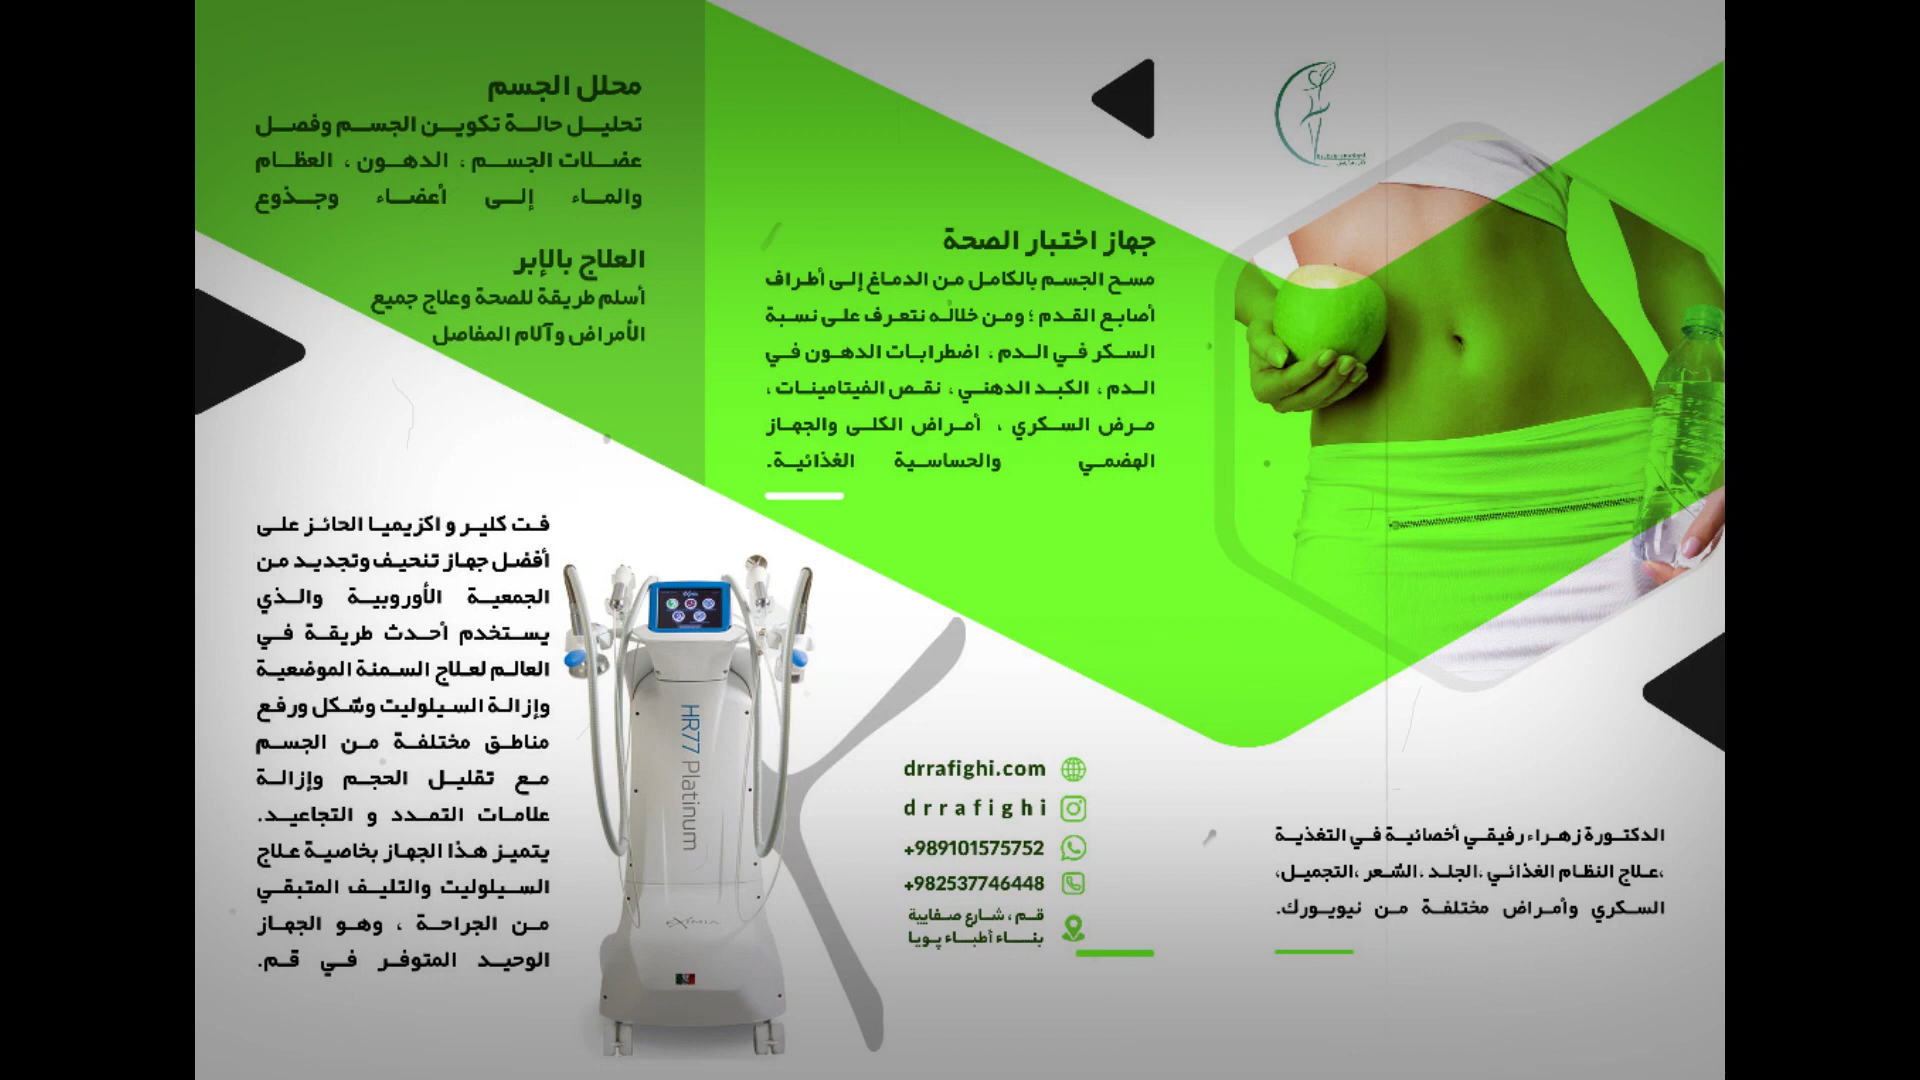 محلل الجسم
تحليل حالة تكوين الجسم وفصل
عضلات الجسم ، الدهون ، العظام
والماء إلى أعضاء وجذوع
العلاج بالإبر
أسلم طريقة للصحة وعلاج جميع
الأمراض وآلام المفاصل
جهاز اختبار الصحة
مسح الجسم بالكامل من الدماغ إلى أطراف
أصابع القدم ؛ ومن خلاله نتعرف على نسبة
السكر في الدم ، اضطرابات الدهون في
الدم ، الكبد الدهني ، نقص الفيتامينات ،
مرض السكري ، أمراض الكلى والجهاز
الهضمي والحساسية الغذائية.
فت كلير و اكزيميا الحائز على
أفضل جهاز تنحيف وتجديد من
الجمعية الأوروبية والذي
يستخدم أحدث طريقة في
العالم لعلاج السمنة الموضعية
وإزالة السيلوليت وشكل ورفع
مناطق مختلفة من الجسم
مع تقليل الحجم وإزالة
علامات التمدد و التجاعيد.
يتميز هذا الجهاز بخاصية علاج
السيلوليت والتليف المتبقي
من الجراحة ، وهو الجهاز
الوحيد المتوفر في قم.
HR77 Platinum
drrafighi.com
drrafighi
+989101575752
+982537746448
قم ، شارع صفاییة
بناء أطباء پویا
الدكتورة زهراء رفيقي أخصائية في التغذية
،علاج النظام الغذائي ،الجلد ،الشعر ،التجميل،
السكري وأمراض مختلفة من نيويورك.